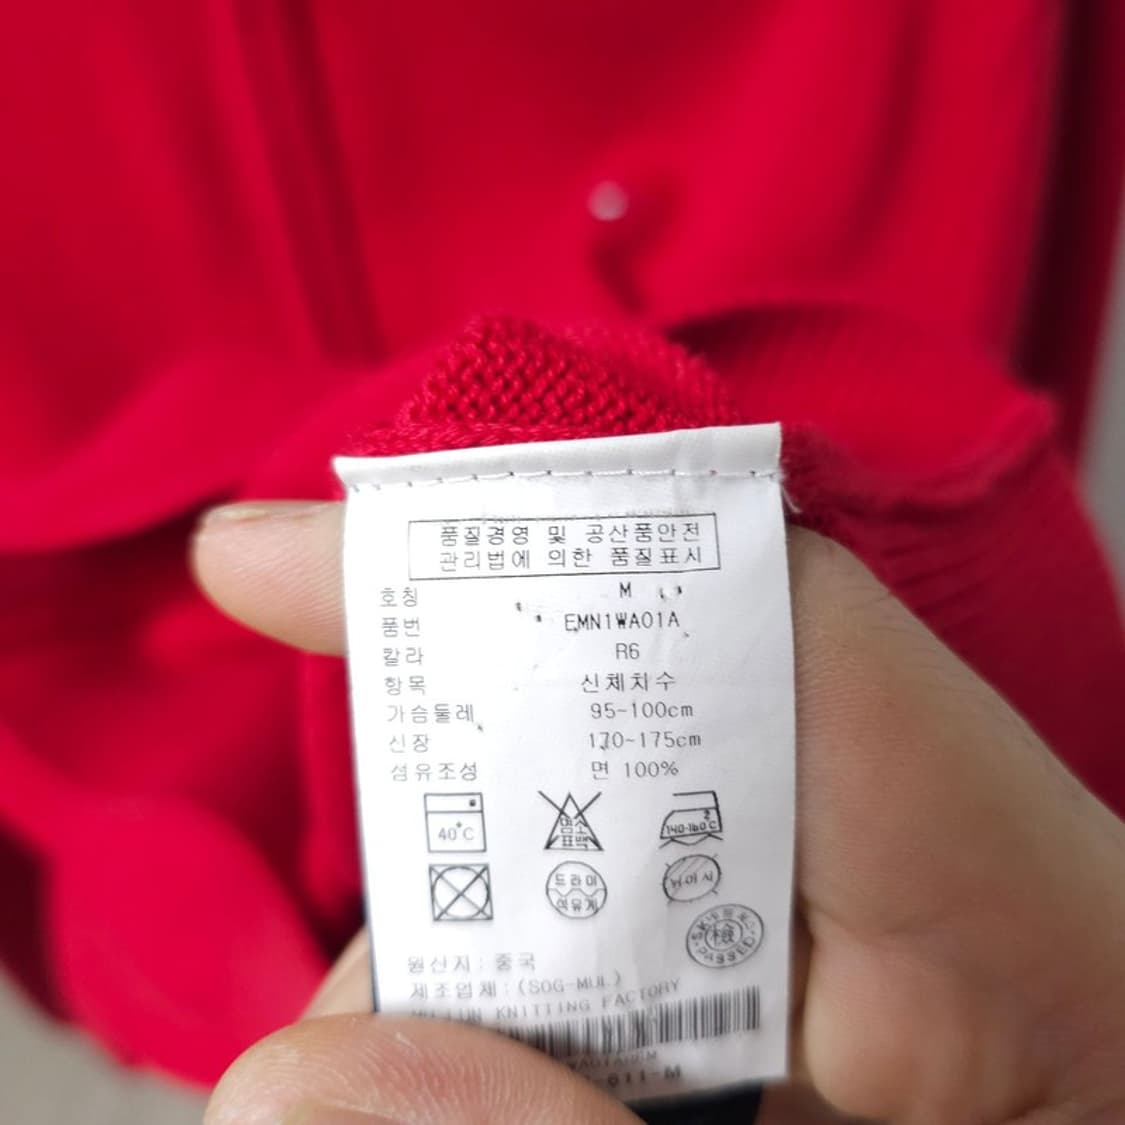 품질경영 및 공산품안전
관리법에 의한 품질표시
호칭 M
품번 EMN1WA01A
칼라 R6
항목 신체치수
가슴둘레 95~100cm
신장 170~175cm
섬유조성 면 100%
40°C
염소
표백
2
140-160°C
드라이
석유계
뉘어서
檢
PASSED
원산지 : 중국
제조업체 : (SOG-MUL)
KNITTING FACTORY
-611-M